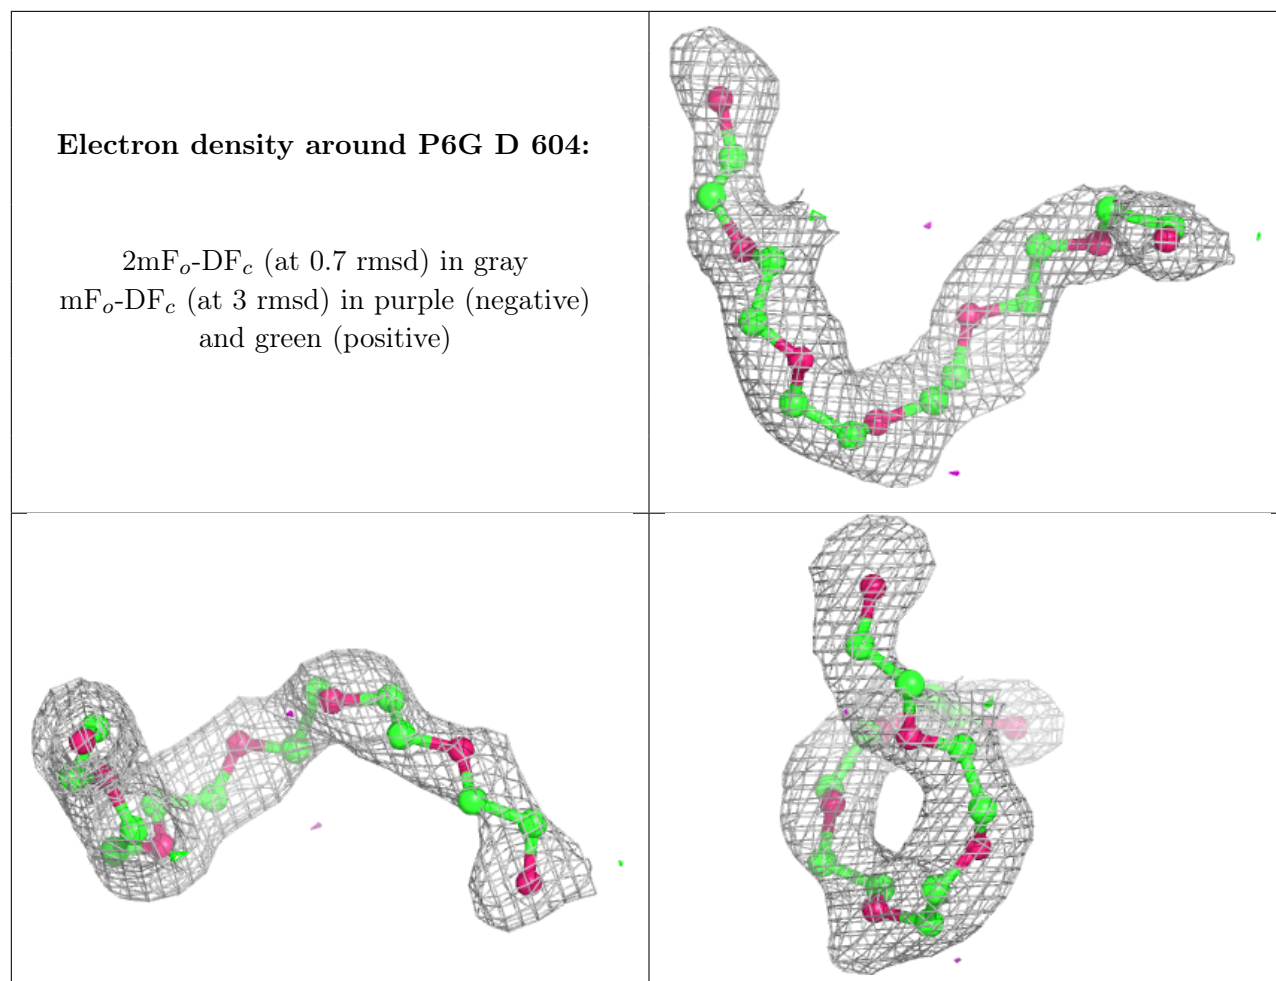 Electron density around P6G D 604:
2mFo-DFc (at 0.7 rmsd) in gray
mFo-DFc (at 3 rmsd) in purple (negative)
and green (positive)